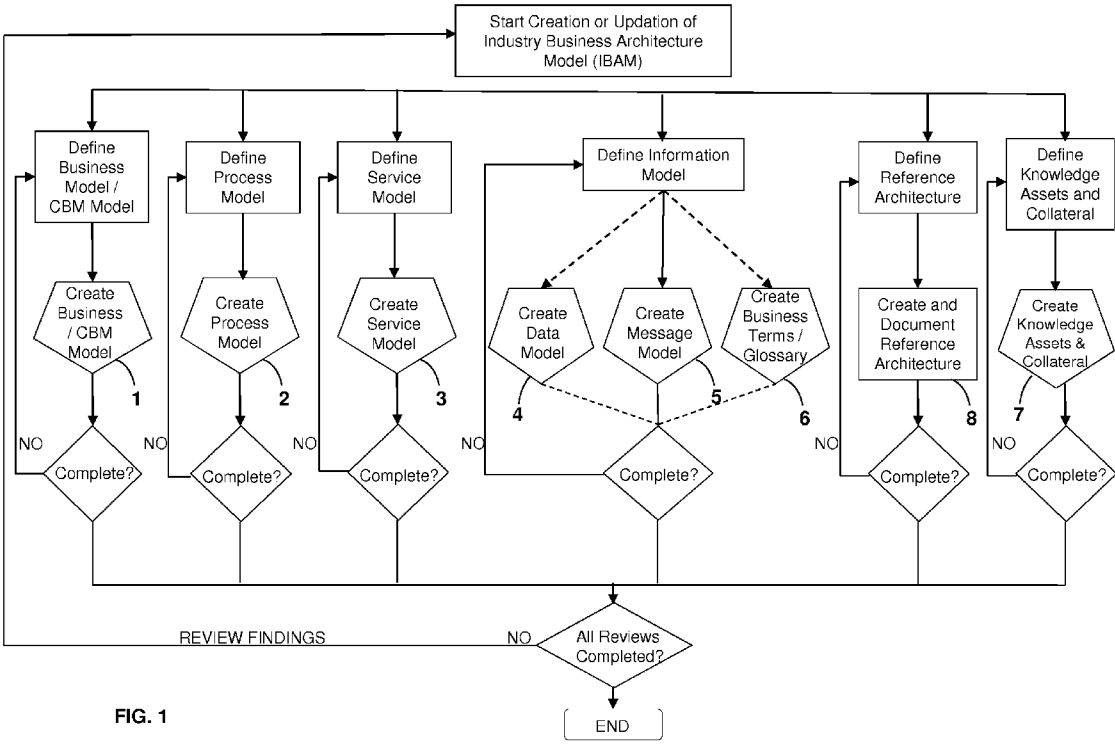 Start Creation or Updation of
Industry Business Architecture
Model (IBAM)
Define
Business
Model /
CBM Model
Define
Process
Model
Define
Service
Model
Define Information
Model
Define
Reference
Architecture
Define
Knowledge
Assets and
Collateral
Create
Business
/ CBM
Model
Create
Process
Model
Create
Service
Model
Create
Data
Model
Create
Message
Model
Create
Business
Terms /
Glossary
Create and
Document
Reference
Architecture
Create
Knowledge
Assets &
Collateral
1
2
3
4
5
6
8
7
NO
NO
NO
NO
NO
NO
Complete?
Complete?
Complete?
Complete?
Complete?
Complete?
REVIEW FINDINGS
NO
All Reviews
Completed?
FIG. 1
END